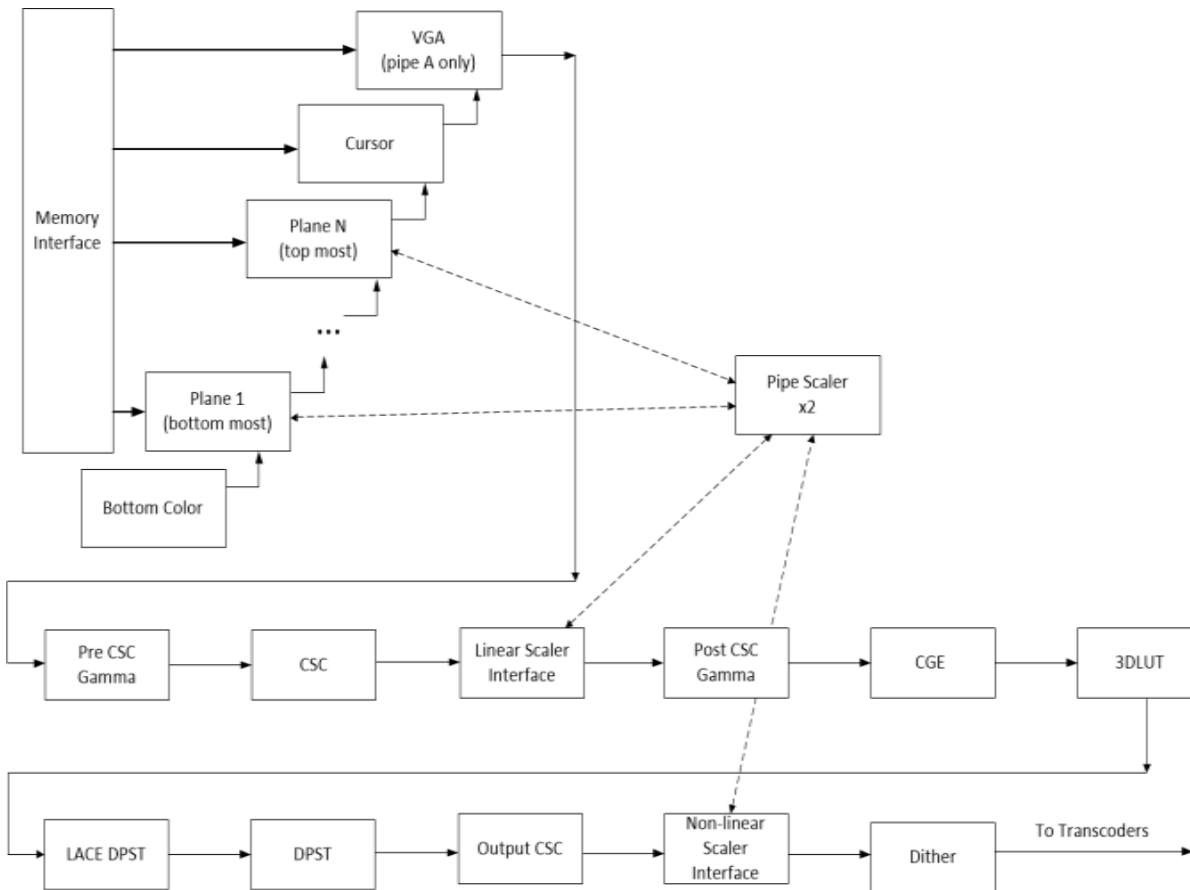 VGA
(pipe A only)
Cursor
Memory
Interface
Plane N
(top most)
...
Plane 1
(bottom most)
Pipe Scaler
x2
Bottom Color
Pre CSC
Gamma
CSC
Linear Scaler
Interface
Post CSC
Gamma
CGE
3DLUT
LACE DPST
DPST
Output CSC
Non-linear
Scaler
Interface
Dither
To Transcoders